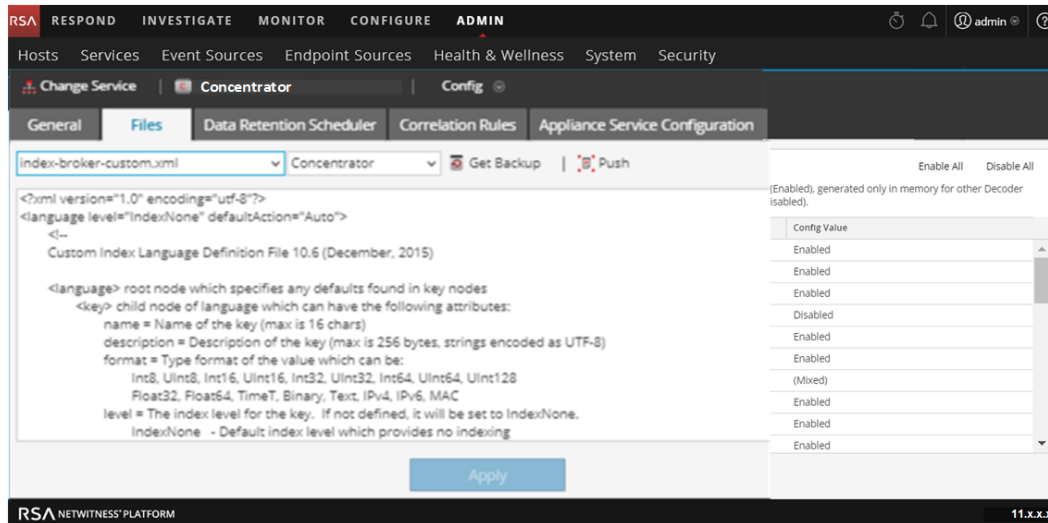 RSA RESPOND INVESTIGATE MONITOR CONFIGURE ADMIN admin
Hosts Services Event Sources Endpoint Sources Health & Wellness System Security
Change Service | Concentrator | Config
General Files Data Retention Scheduler Correlation Rules Appliance Service Configuration
index-broker-custom.xml Concentrator Get Backup | Push
<?xml version="1.0" encoding="utf-8"?>
<language level="IndexNone" defaultAction="Auto">
<!--
Custom Index Language Definition File 10.6 (December, 2015)
<language> root node which specifies any defaults found in key nodes
<key> child node of language which can have the following attributes:
name = Name of the key (max is 16 chars)
description = Description of the key (max is 256 bytes, strings encoded as UTF-8)
format = Type format of the value which can be:
Int8, UInt8, Int16, UInt16, Int32, UInt32, Int64, UInt64, UInt128
Float32, Float64, TimeT, Binary, Text, IPv4, IPv6, MAC
level = The index level for the key. If not defined, it will be set to IndexNone.
IndexNone - Default index level which provides no indexing
Apply
Enable All Disable All
(Enabled), generated only in memory for other Decoder
isabled).
Config Value
Enabled
Enabled
Enabled
Disabled
Enabled
Enabled
(Mixed)
Enabled
Enabled
Enabled
RSA NETWITNESS® PLATFORM 11.x.x.x